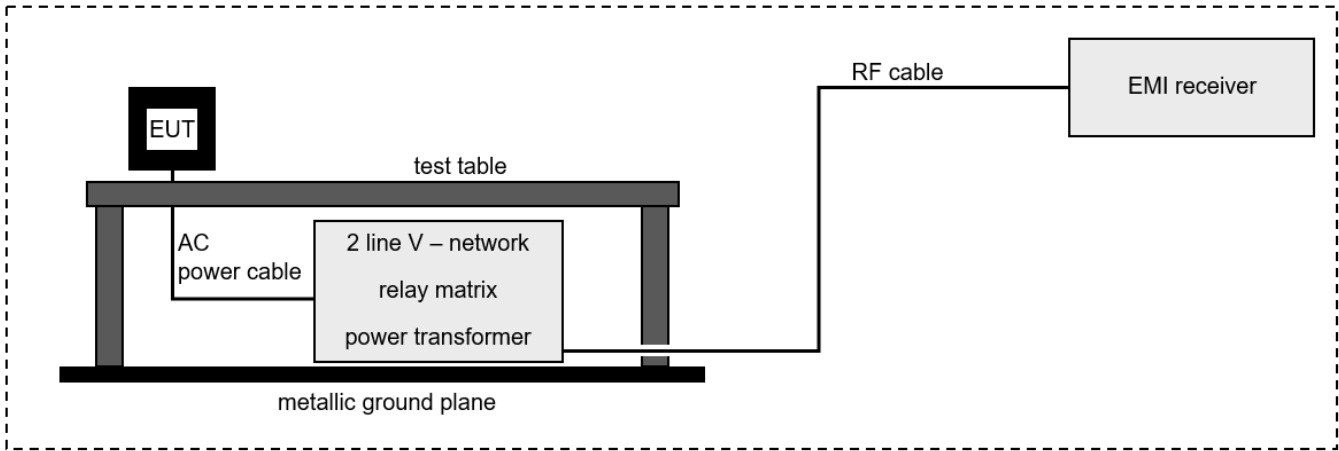 RF cable
EMI receiver
EUT
test table
AC
power cable
2 line V – network
relay matrix
power transformer
metallic ground plane